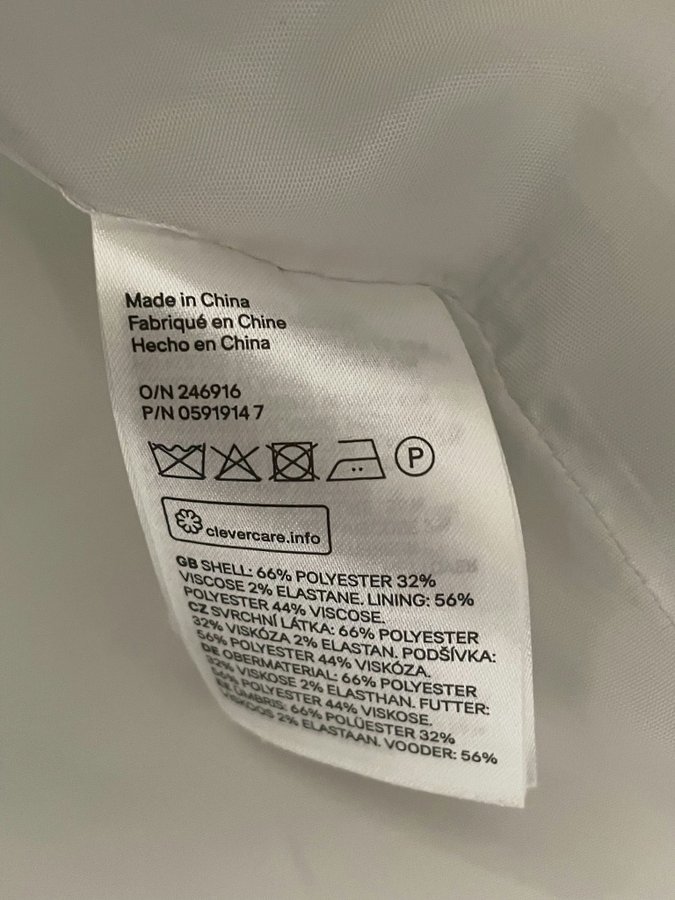 Made in China
Fabriqué en Chine
Hecho en China
O/N 246916
P/N 0591914 7
P
clevercare.info
GB SHELL: 66% POLYESTER 32%
VISCOSE 2% ELASTANE. LINING: 56%
POLYESTER 44% VISCOSE.
CZ SVRCHNÍ LÁTKA: 66% POLYESTER
32% VISKÓZA 2% ELASTAN. PODŠÍVKA:
56% POLYESTER 44% VISKÓZA.
DE OBERMATERIAL: 66% POLYESTER
32% VISKOSE 2% ELASTHAN. FUTTER:
56% POLYESTER 44% VISKOSE.
ÜMBRIS: 66% POLÜESTER 32%
VISKOOS 2% ELASTAAN. VOODER: 56%